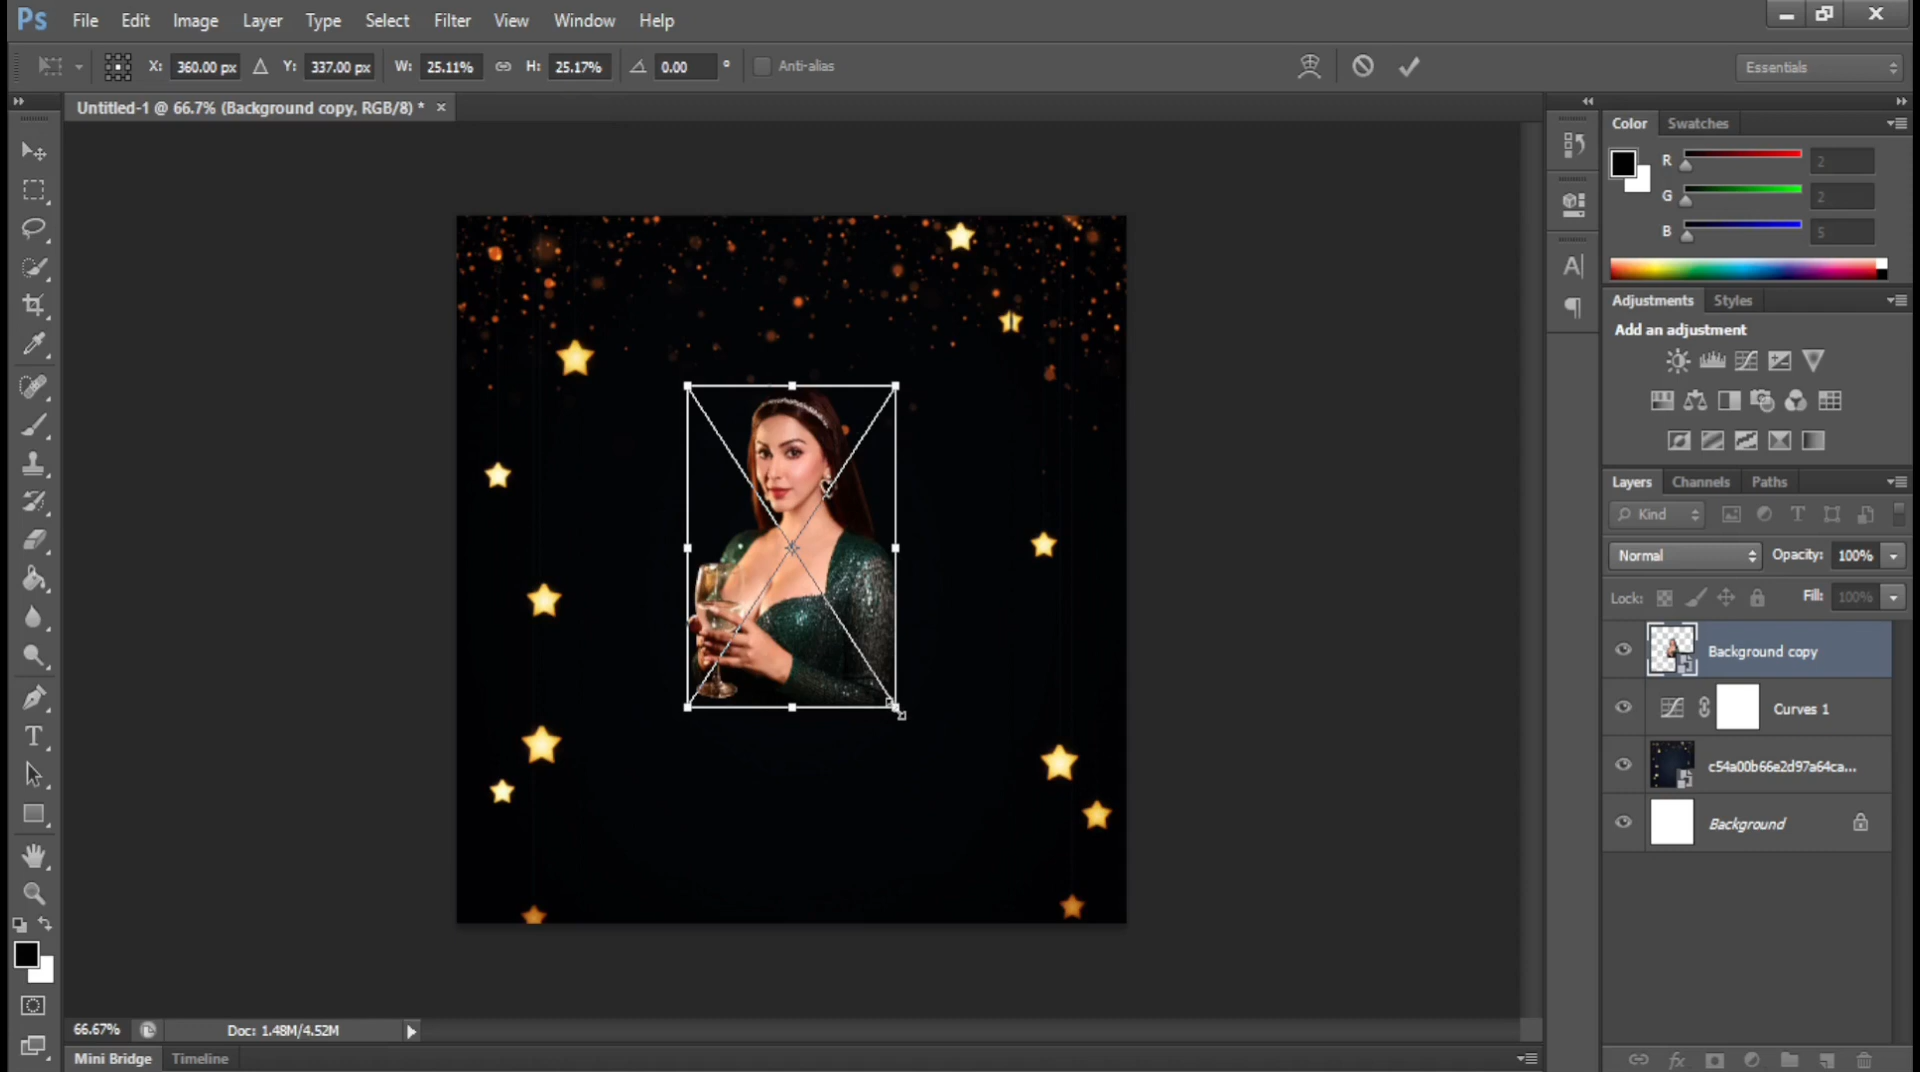 Ps File Edit Image Layer Type Select Filter View Window Help
X: 360.00 px Y: 337.00 px W: 25.11% H: 25.17% 0.00 ° Anti-alias Essentials
Untitled-1 @ 66.7% (Background copy, RGB/8) * ×
Color Swatches
R 2
G 2
B 5
Adjustments Styles
Add an adjustment
Layers Channels Paths
Kind
Normal Opacity: 100%
Lock: Fill: 100%
Background copy
Curves 1
c54a00b66e2d97a64ca...
Background
66.67% Doc: 1.48M/4.52M
Mini Bridge Timeline